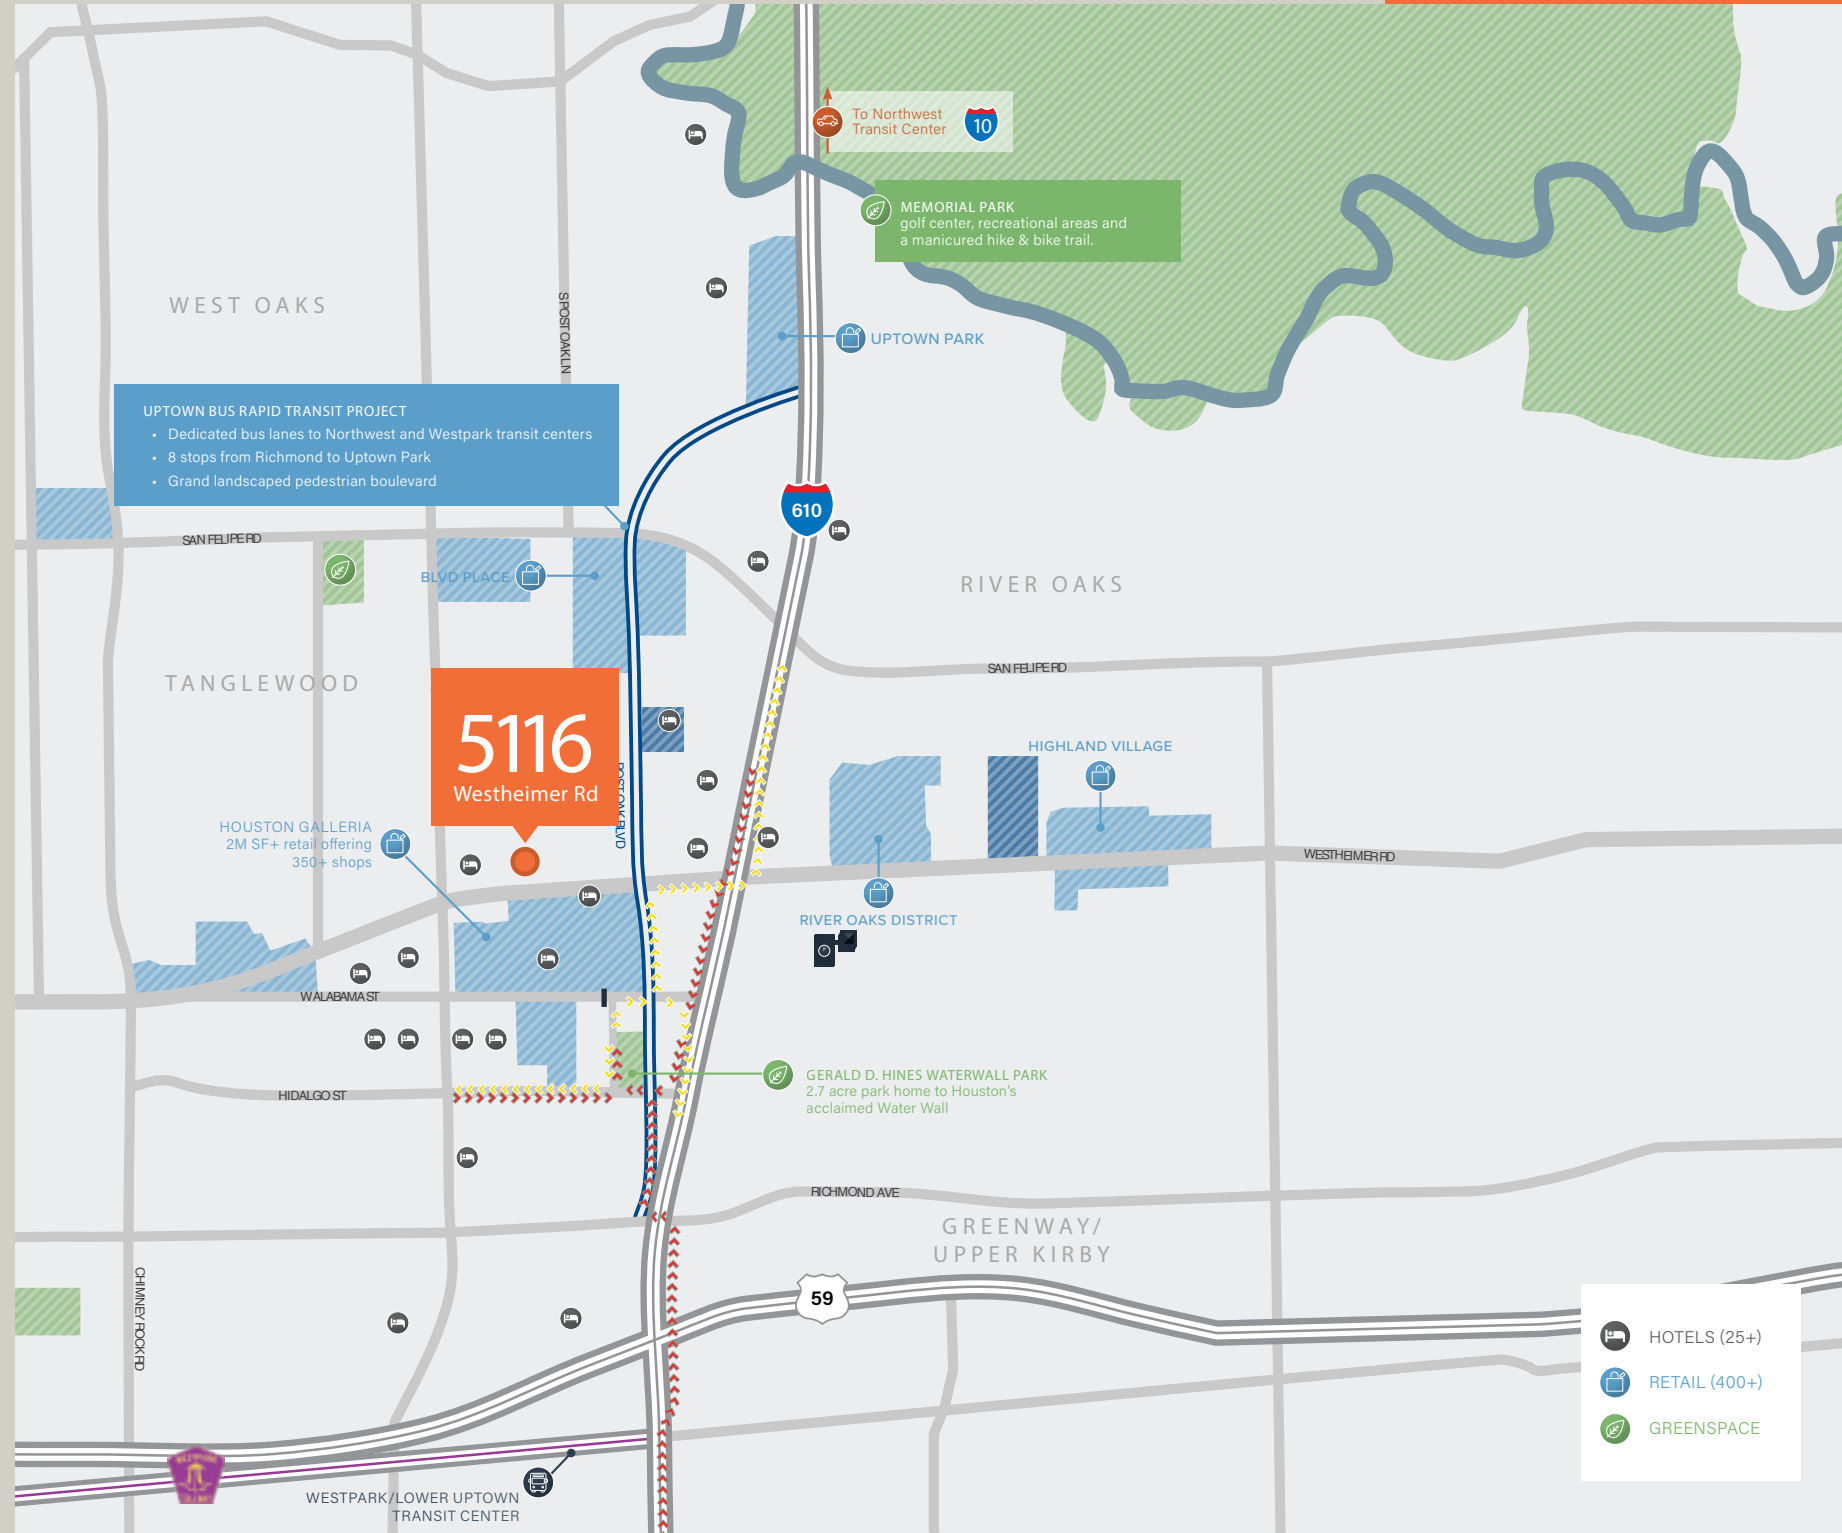 To Northwest
Transit Center
10
MEMORIAL PARK
golf center, recreational areas and
a manicured hike & bike trail.
WEST OAKS
S POST OAK LN
UPTOWN PARK
UPTOWN BUS RAPID TRANSIT PROJECT
• Dedicated bus lanes to Northwest and Westpark transit centers
• 8 stops from Richmond to Uptown Park
• Grand landscaped pedestrian boulevard
610
SAN FELIPE RD
BLVD PLACE
RIVER OAKS
SAN FELIPE RD
TANGLEWOOD
5116
Westheimer Rd
POST OAK BLVD
HIGHLAND VILLAGE
HOUSTON GALLERIA
2M SF+ retail offering
350+ shops
WESTHEIMER RD
RIVER OAKS DISTRICT
W ALABAMA ST
GERALD D. HINES WATERWALL PARK
2.7 acre park home to Houston's
acclaimed Water Wall
HIDALGO ST
RICHMOND AVE
GREENWAY/
UPPER KIRBY
CHIMNEY ROCK RD
59
HOTELS (25+)
RETAIL (400+)
GREENSPACE
WESTPARK/LOWER UPTOWN
TRANSIT CENTER